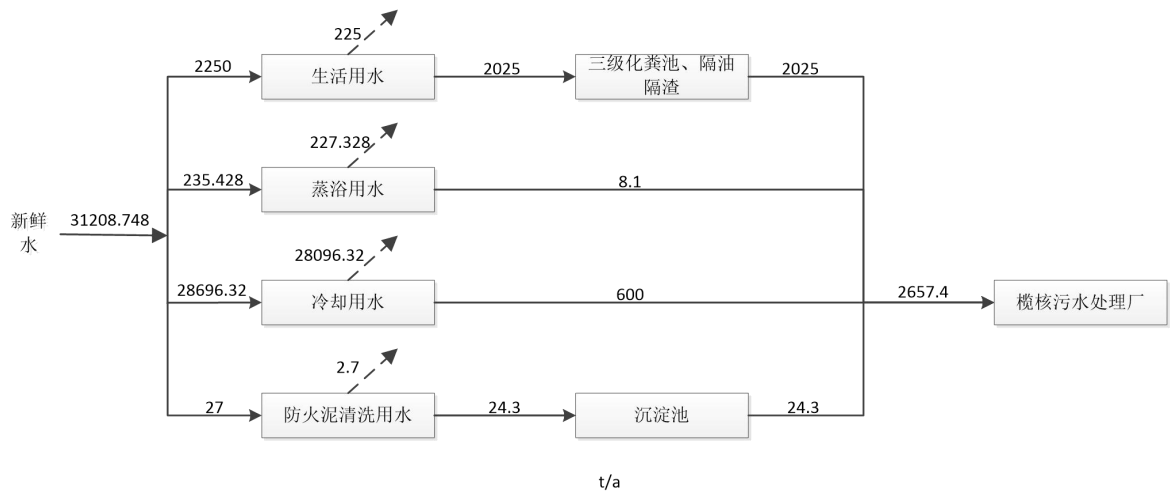 225
2250
生活用水
2025
三级化粪池、隔油
隔渣
2025
227.328
235.428
蒸浴用水
8.1
新鲜
水
31208.748
28096.32
28696.32
冷却用水
600
2657.4
榄核污水处理厂
2.7
27
防火泥清洗用水
24.3
沉淀池
24.3
t/a